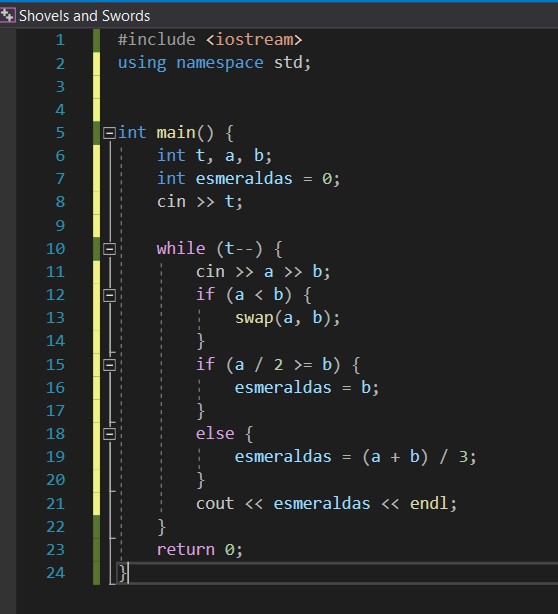 Shovels and Swords
1 #include <iostream>
2 using namespace std;
3
4
5 int main() {
6 int t, a, b;
7 int esmeraldas = 0;
8 cin >> t;
9
10 while (t--) {
11 cin >> a >> b;
12 if (a < b) {
13 swap(a, b);
14 }
15 if (a / 2 >= b) {
16 esmeraldas = b;
17 }
18 else {
19 esmeraldas = (a + b) / 3;
20 }
21 cout << esmeraldas << endl;
22 }
23 return 0;
24 }